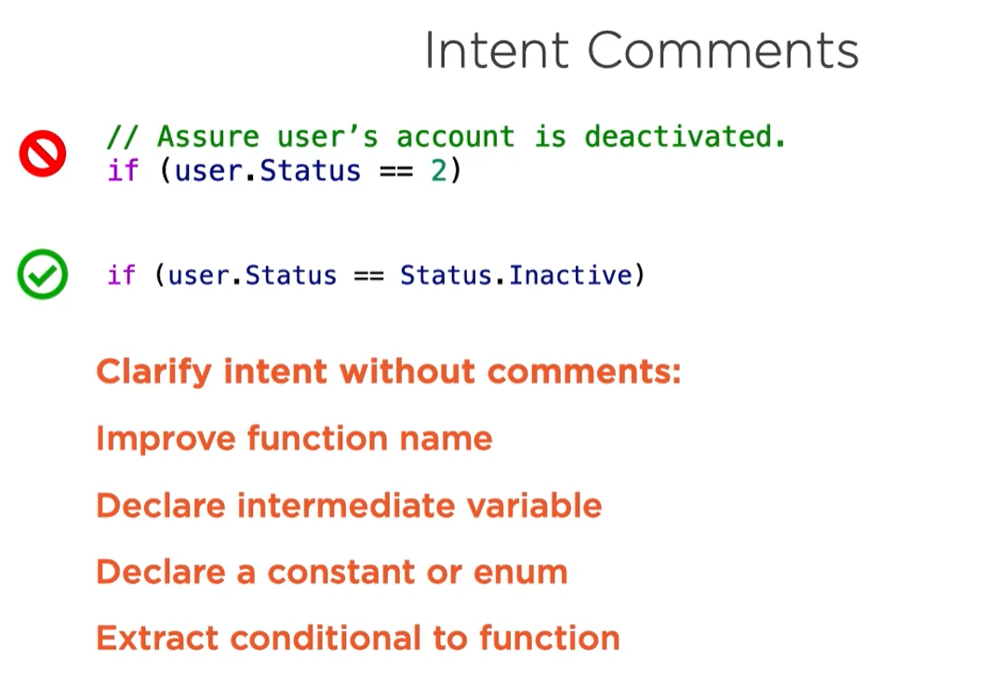 Intent Comments
// Assure user’s account is deactivated.
if (user.Status == 2)
if (user.Status == Status.Inactive)
Clarify intent without comments:
Improve function name
Declare intermediate variable
Declare a constant or enum
Extract conditional to function